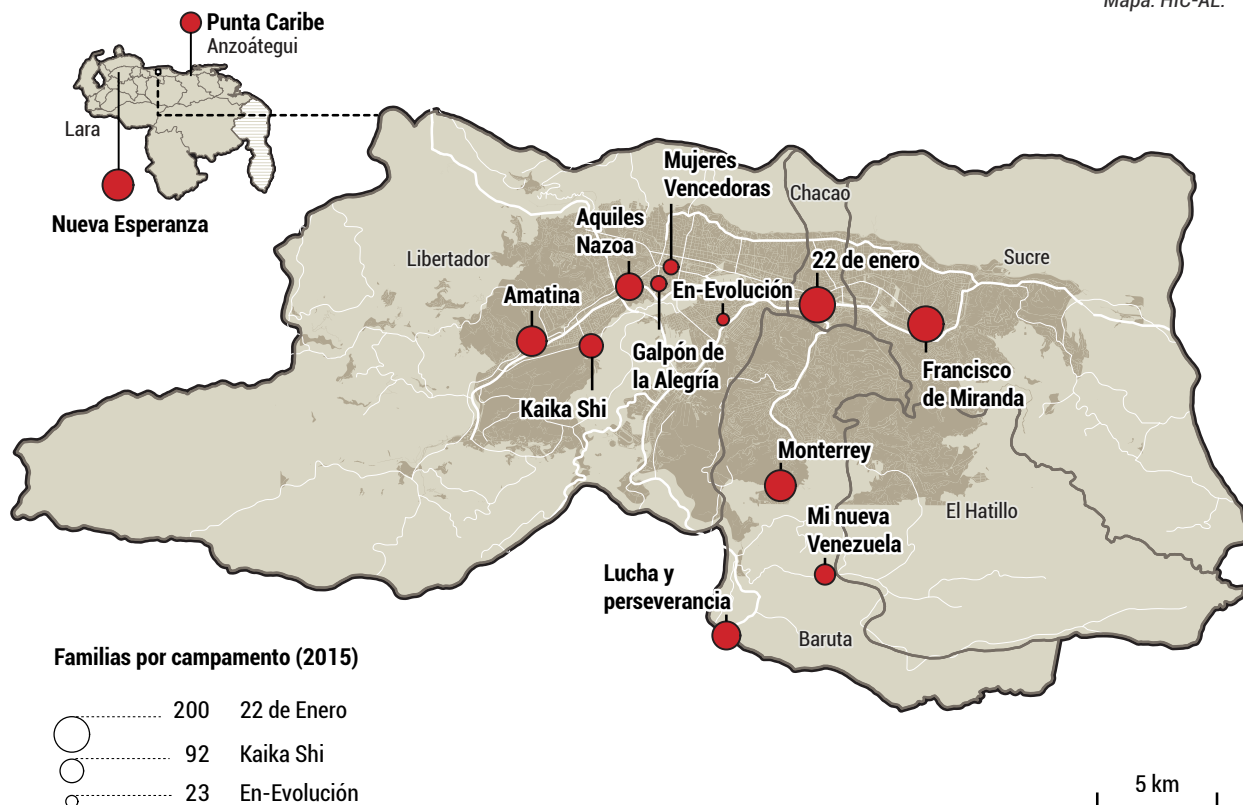 Mapa: HIC-AL.
Punta Caribe
Anzoátegui
Lara
Nueva Esperanza
Mujeres
Vencedoras
Chacao
Aquiles
Nazoa
Libertador
22 de enero
Sucre
En-Evolución
Amatina
Galpón de
la Alegría
Francisco
de Miranda
Kaika Shi
Monterrey
El Hatillo
Mi nueva
Venezuela
Lucha y
perseverancia
Baruta
Familias por campamento (2015)
200 22 de Enero
92 Kaika Shi
23 En-Evolución
5 km